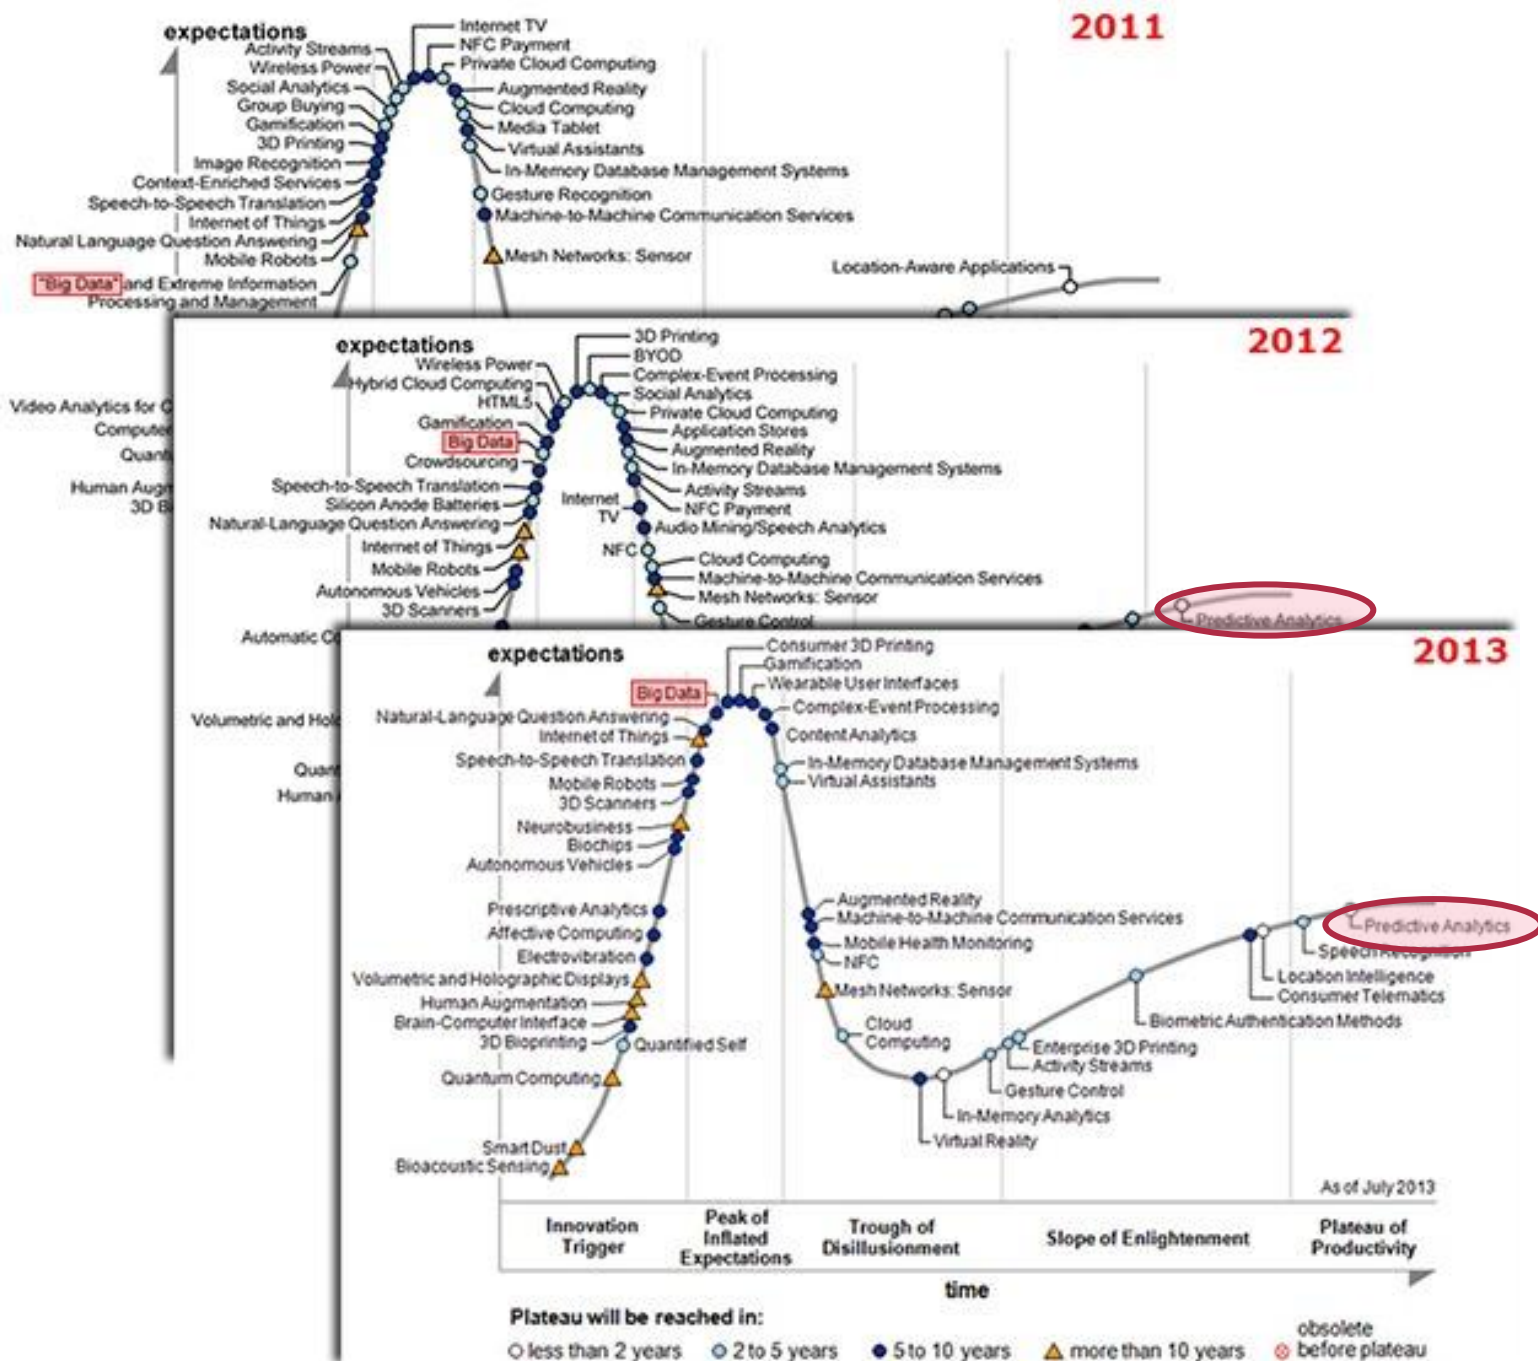 2011
expectations
Internet TV
NFC Payment
Private Cloud Computing
Activity Streams
Wireless Power
Social Analytics
Group Buying
Gamification
3D Printing
Image Recognition
Context-Enriched Services
Speech-to-Speech Translation
Internet of Things
Natural Language Question Answering
Mobile Robots
"Big Data" and Extreme Information
Processing and Management
Augmented Reality
Cloud Computing
Media Tablet
Virtual Assistants
In-Memory Database Management Systems
Gesture Recognition
Machine-to-Machine Communication Services
Mesh Networks: Sensor
Location-Aware Applications
Video Analytics for
Computer
Human
3D
2012
expectations
3D Printing
BYOD
Complex-Event Processing
Wireless Power
Hybrid Cloud Computing
HTML5
Gamification
Big Data
Crowdsourcing
Speech-to-Speech Translation
Silicon Anode Batteries
Natural-Language Question Answering
Internet of Things
Mobile Robots
Autonomous Vehicles
3D Scanners
Social Analytics
Private Cloud Computing
Application Stores
Augmented Reality
In-Memory Database Management Systems
Activity Streams
NFC Payment
Internet
TV
Audio Mining/Speech Analytics
NFC
Cloud Computing
Machine-to-Machine Communication Services
Mesh Networks: Sensor
Gesture Control
Predictive Analytics
Automatic
Volumetric and
Human
2013
expectations
Consumer 3D Printing
Gamification
Wearable User Interfaces
Big Data
Natural-Language Question Answering
Internet of Things
Speech-to-Speech Translation
Mobile Robots
3D Scanners
Neurobusiness
Biochips
Autonomous Vehicles
Prescriptive Analytics
Affective Computing
Electrovibration
Volumetric and Holographic Displays
Human Augmentation
Brain-Computer Interface
3D Bioprinting
Quantified Self
Quantum Computing
Smart Dust
Bioacoustic Sensing
Complex-Event Processing
Content Analytics
In-Memory Database Management Systems
Virtual Assistants
Augmented Reality
Machine-to-Machine Communication Services
Mobile Health Monitoring
NFC
Mesh Networks: Sensor
Cloud
Computing
Predictive Analytics
Speech Recognition
Location Intelligence
Consumer Telematics
Biometric Authentication Methods
Enterprise 3D Printing
Activity Streams
Gesture Control
In-Memory Analytics
Virtual Reality
As of July 2013
Innovation
Trigger
Peak of
Inflated
Expectations
Trough of
Disillusionment
Slope of Enlightenment
Plateau of
Productivity
time
Plateau will be reached in:
less than 2 years
2 to 5 years
5 to 10 years
more than 10 years
obsolete
before plateau